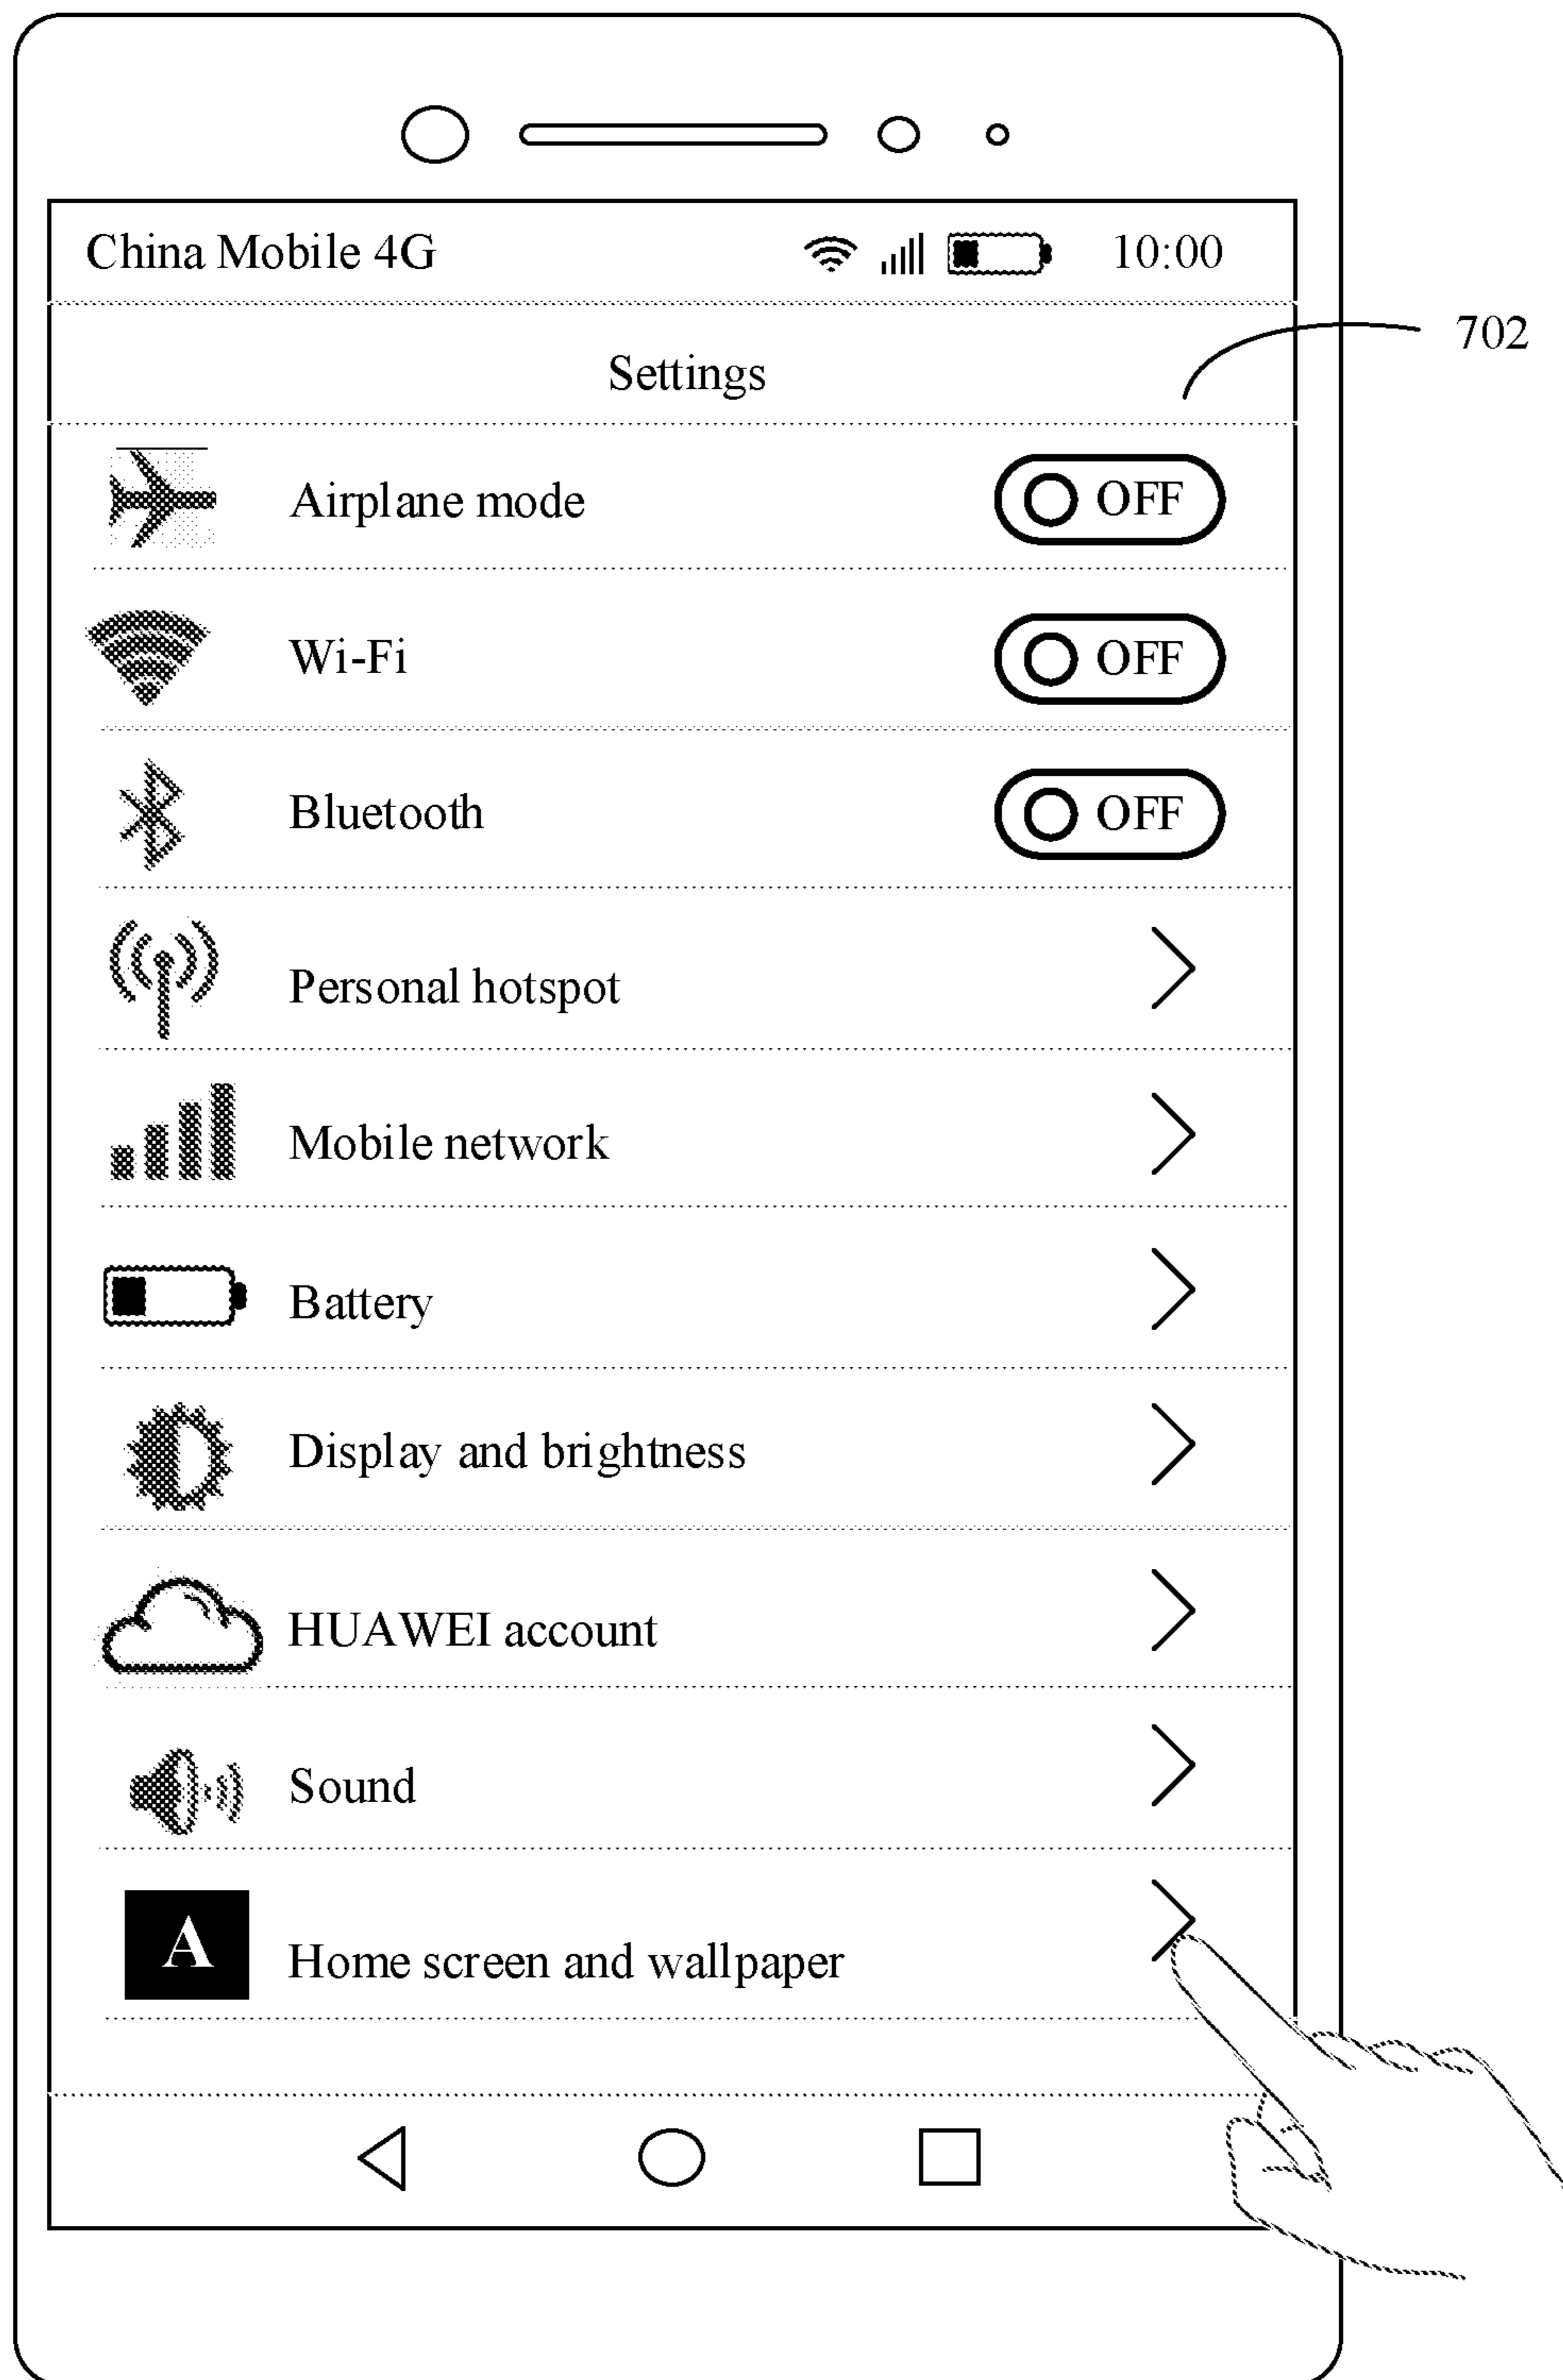 China Mobile 4G 10:00
702
Settings
Airplane mode OFF
Wi-Fi OFF
Bluetooth OFF
Personal hotspot
Mobile network
Battery
Display and brightness
HUAWEI account
Sound
A
Home screen and wallpaper